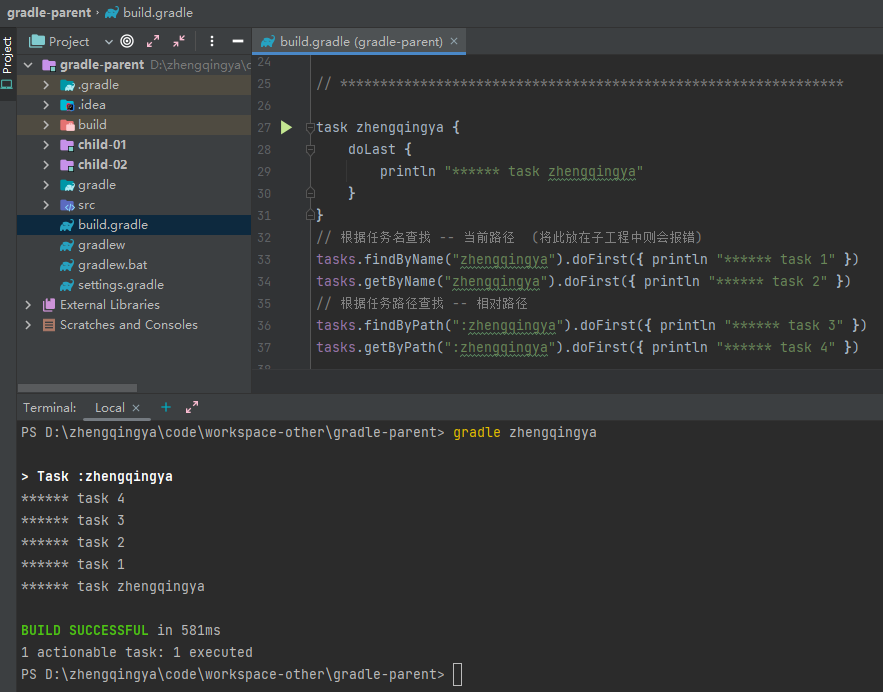 gradle-parent › build.gradle
Project
Project
gradle-parent D:\zhengqingya\c
.gradle
.idea
build
child-01
child-02
gradle
src
build.gradle
gradlew
gradlew.bat
settings.gradle
External Libraries
Scratches and Consoles
build.gradle (gradle-parent) ×
24
25 // ***************************************************************
26
27 task zhengqingya {
28 doLast {
29 println "****** task zhengqingya"
30 }
31 }
32 // 根据任务名查找 -- 当前路径 （将此放在子工程中则会报错）
33 tasks.findByName("zhengqingya").doFirst({ println "****** task 1" })
34 tasks.getByName("zhengqingya").doFirst({ println "****** task 2" })
35 // 根据任务路径查找 -- 相对路径
36 tasks.findByPath(":zhengqingya").doFirst({ println "****** task 3" })
37 tasks.getByPath(":zhengqingya").doFirst({ println "****** task 4" })
38
Terminal: Local × +
PS D:\zhengqingya\code\workspace-other\gradle-parent> gradle zhengqingya
> Task :zhengqingya
****** task 4
****** task 3
****** task 2
****** task 1
****** task zhengqingya
BUILD SUCCESSFUL in 581ms
1 actionable task: 1 executed
PS D:\zhengqingya\code\workspace-other\gradle-parent>